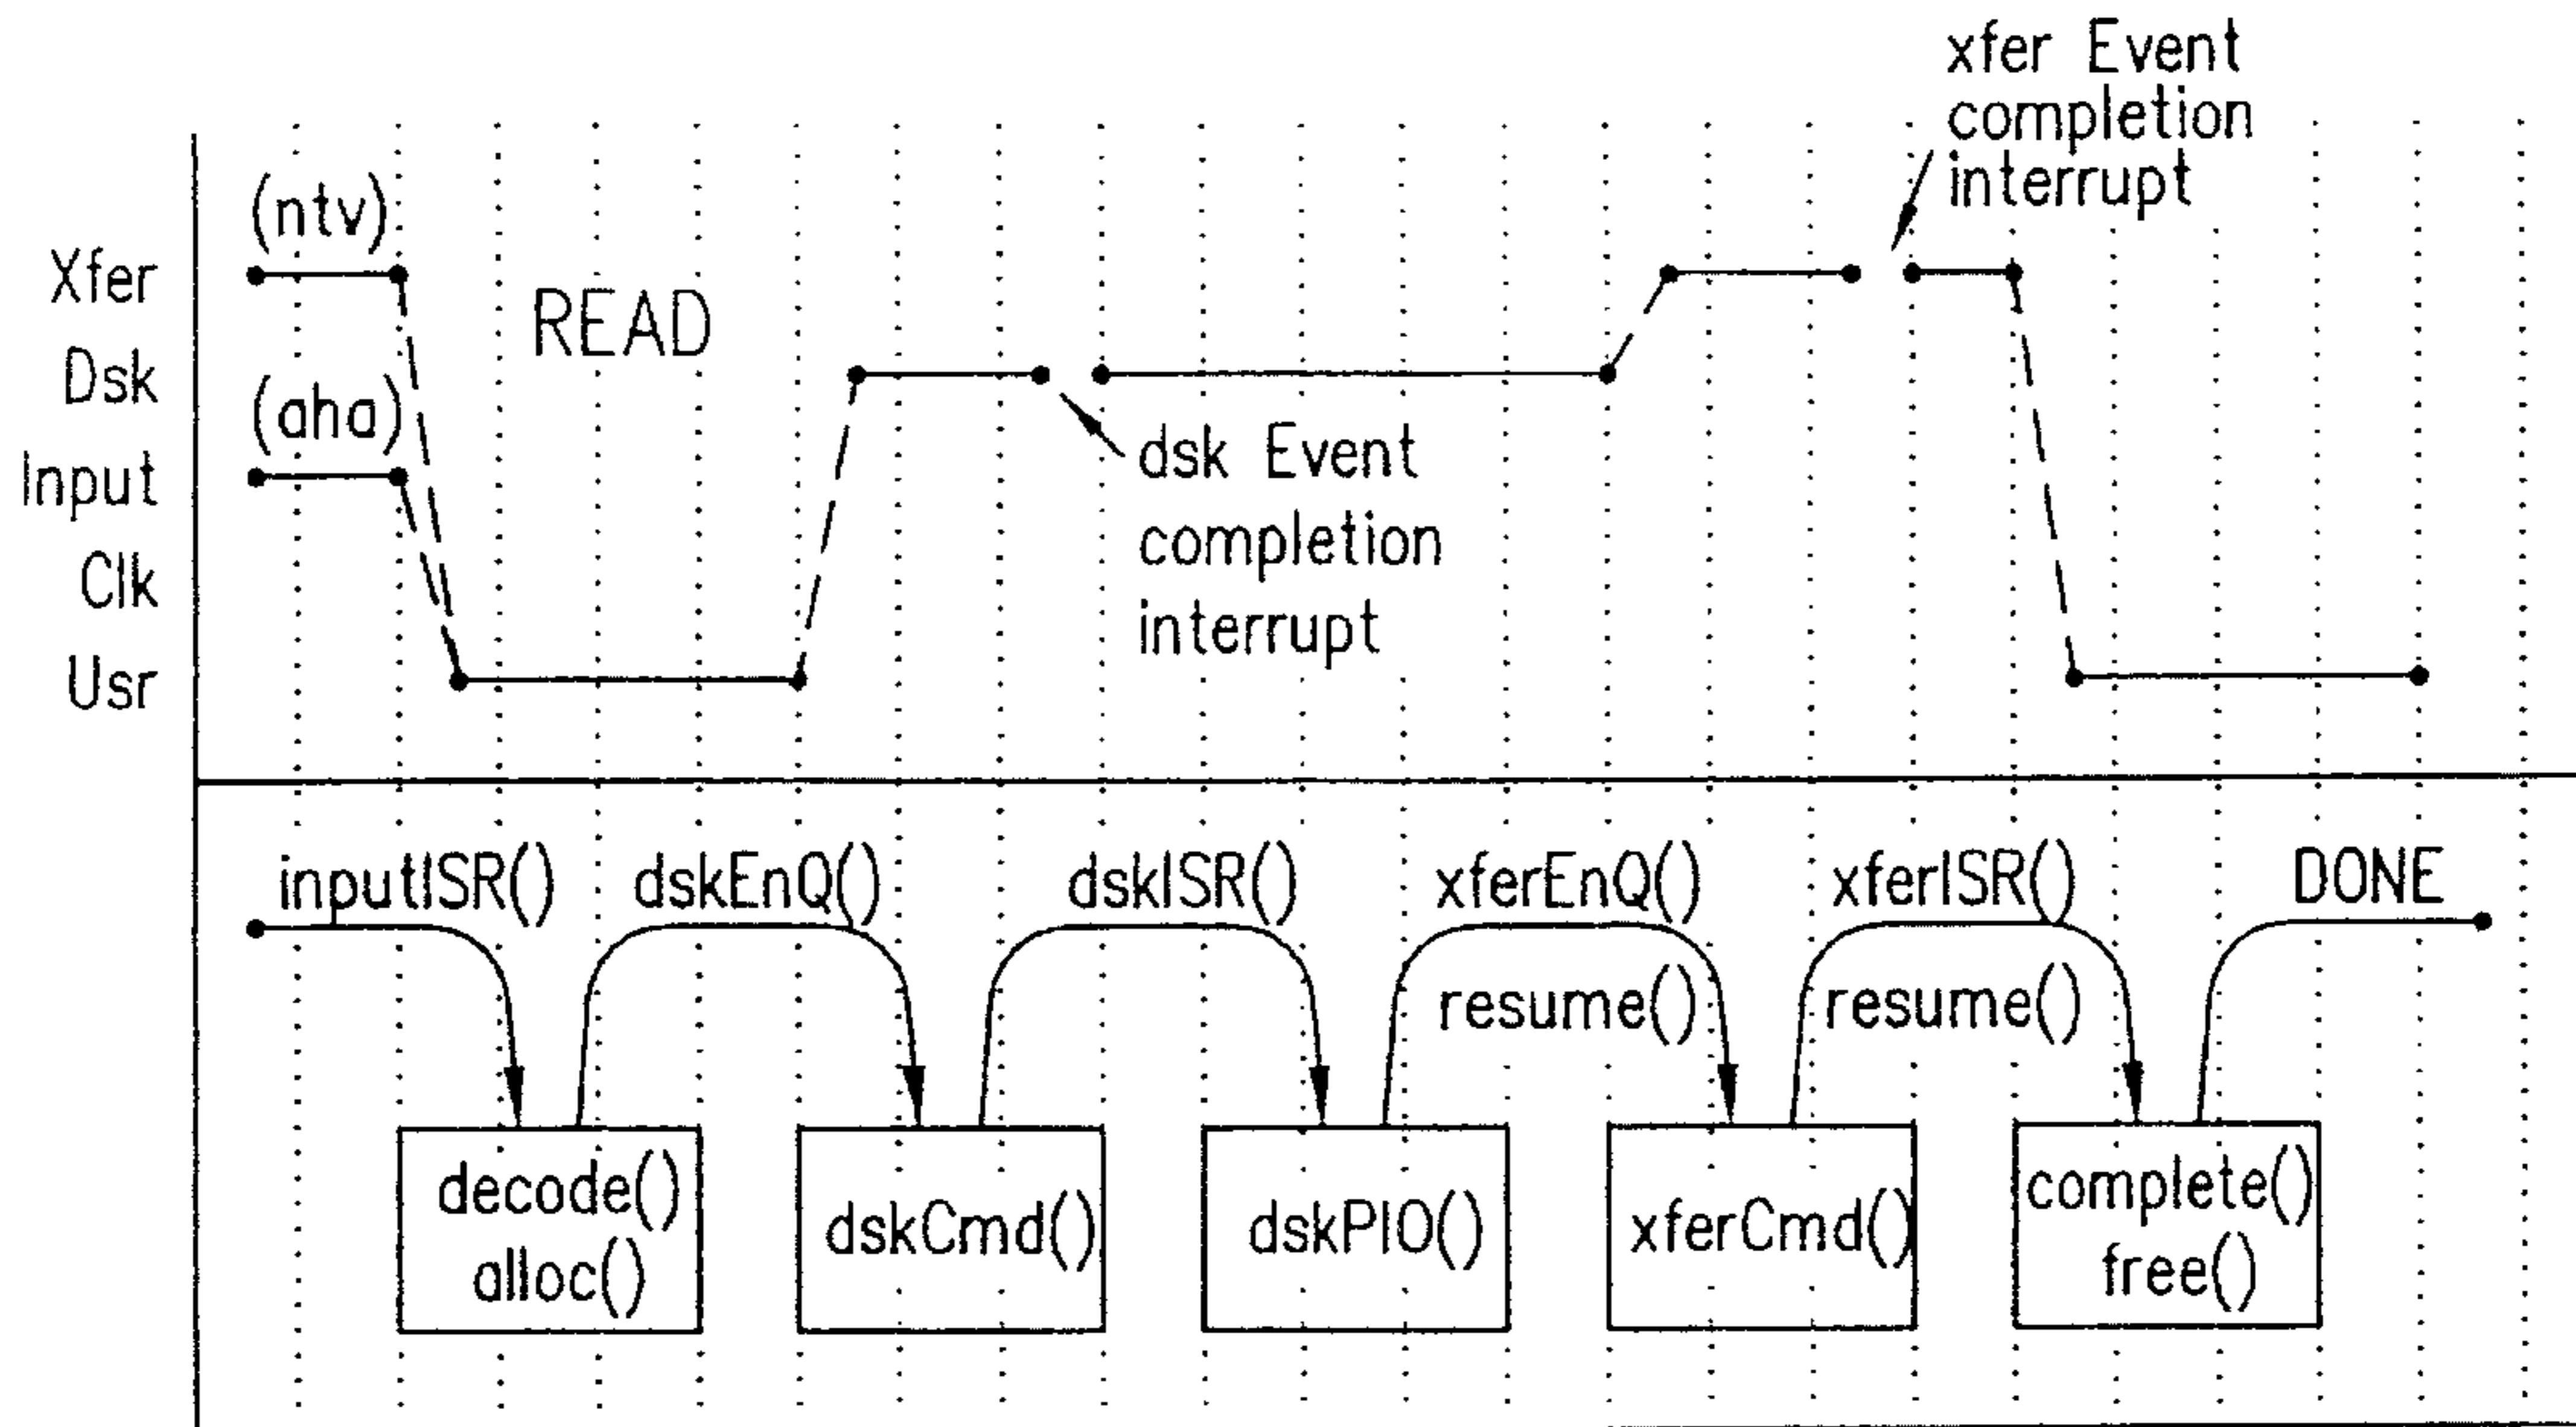 xfer Event
completion
interrupt
(ntv)
Xfer
READ
Dsk
(aha)
dsk Event
completion
interrupt
Input
Clk
Usr
inputISR()
dskEnQ()
dskISR()
xferEnQ()
xferISR()
DONE
resume()
resume()
decode()
alloc()
dskCmd()
dskPIO()
xferCmd()
complete()
free()